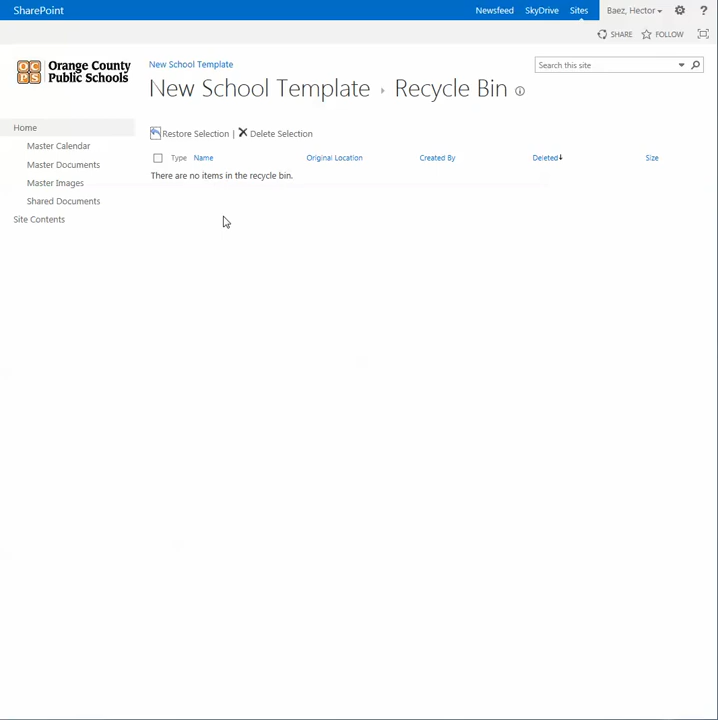 SharePoint
Newsfeed SkyDrive Sites Baez, Hector ?
SHARE FOLLOW
OC
PS
Orange County
Public Schools
New School Template
New School Template Recycle Bin
Search this site
Home
Master Calendar
Master Documents
Master Images
Shared Documents
Site Contents
Restore Selection | Delete Selection
Type Name Original Location Created By Deleted Size
There are no items in the recycle bin.